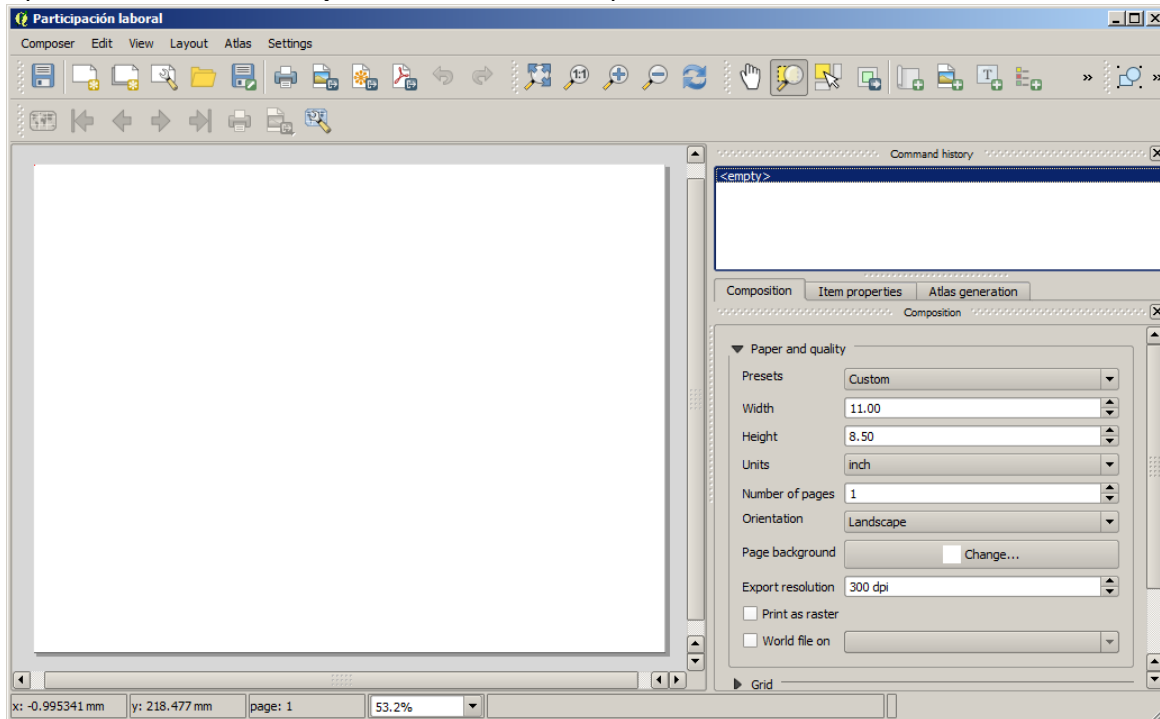 Participación laboral
Composer Edit View Layout Atlas Settings
1:1
»
»
T
Command history
<empty>
Composition Item properties Atlas generation
Composition
Paper and quality
Presets Custom
Width 11.00
Height 8.50
Units inch
Number of pages 1
Orientation Landscape
Page background Change...
Export resolution 300 dpi
Print as raster
World file on
Grid
x: -0.995341 mm y: 218.477 mm page: 1 53.2%